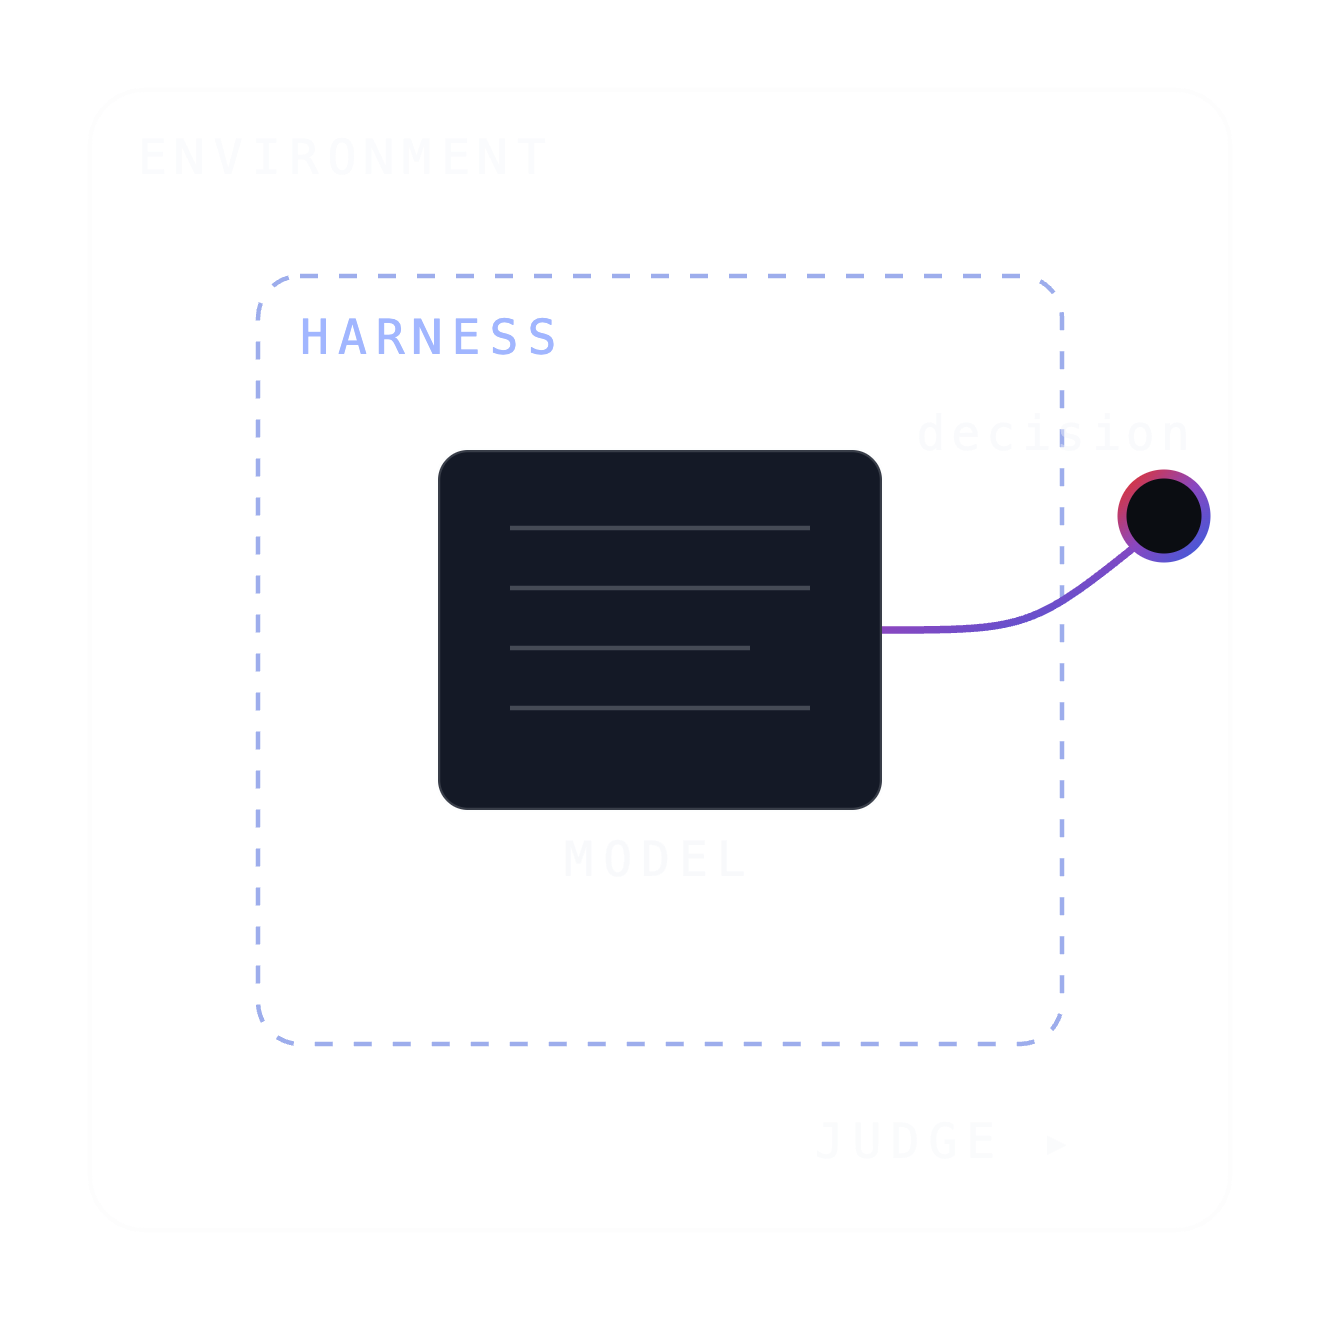 ENVIRONMENT
HARNESS
decision
MODEL
JUDGE ▸